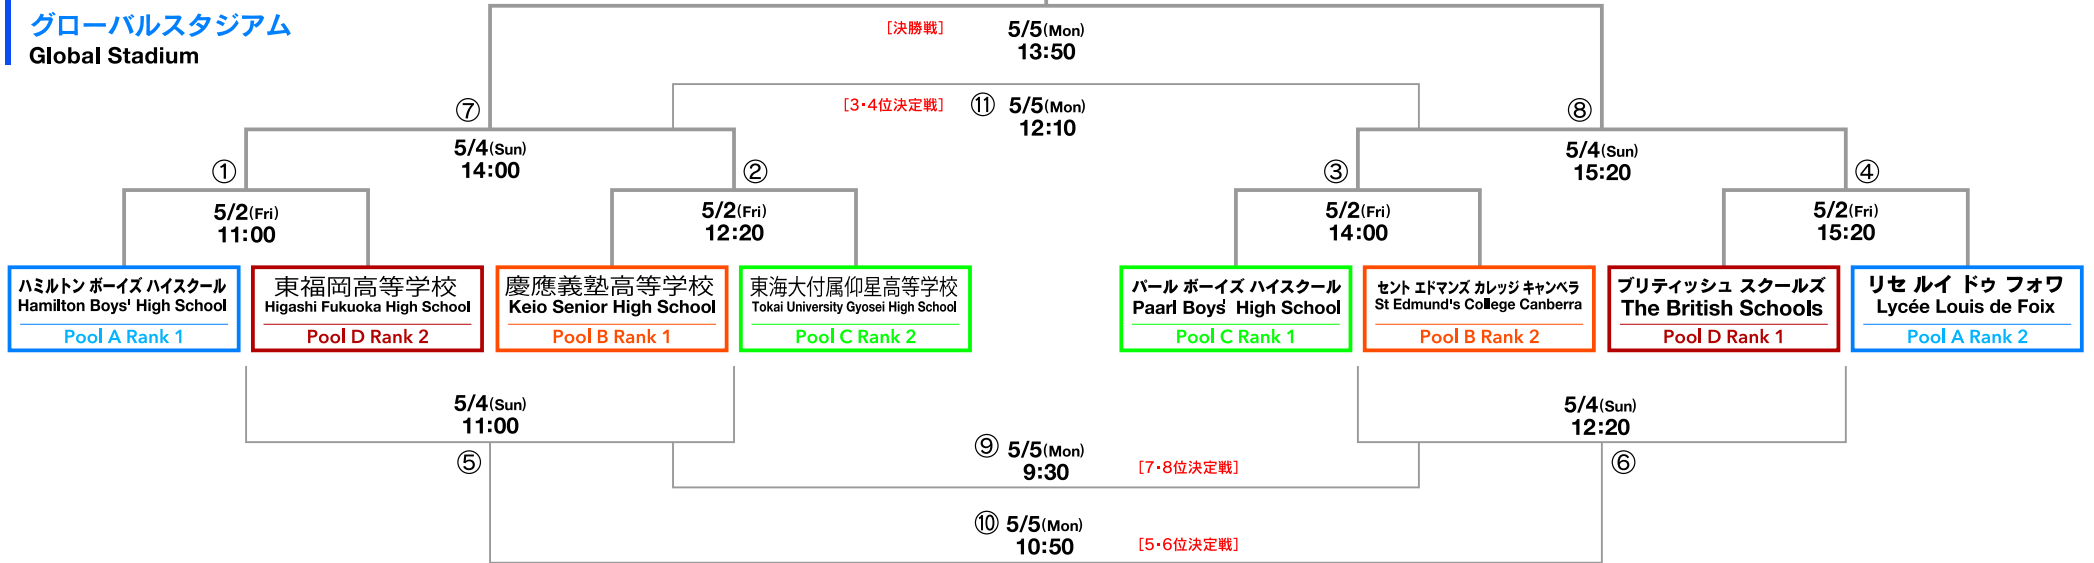 グローバルスタジアム
Global Stadium
[決勝戦]
5/5(Mon)
13:50
[3・4位決定戦]
⑪ 5/5(Mon)
12:10
⑦
5/4(Sun)
14:00
⑧
5/4(Sun)
15:20
①
5/2(Fri)
11:00
②
5/2(Fri)
12:20
③
5/2(Fri)
14:00
④
5/2(Fri)
15:20
ハミルトン ボーイズ ハイスクール
Hamilton Boys' High School
Pool A Rank 1
東福岡高等学校
Higashi Fukuoka High School
Pool D Rank 2
慶應義塾高等学校
Keio Senior High School
Pool B Rank 1
東海大付属仰星高等学校
Tokai University Gyosei High School
Pool C Rank 2
パール ボーイズ ハイスクール
Paarl Boys' High School
Pool C Rank 1
セント エドマンズ カレッジ キャンベラ
St Edmund's College Canberra
Pool B Rank 2
ブリティッシュ スクールズ
The British Schools
Pool D Rank 1
リセ ルイ ドゥ フォワ
Lycée Louis de Foix
Pool A Rank 2
5/4(Sun)
11:00
⑤
5/4(Sun)
12:20
⑥
⑨ 5/5(Mon)
9:30
[7・8位決定戦]
⑩ 5/5(Mon)
10:50
[5・6位決定戦]